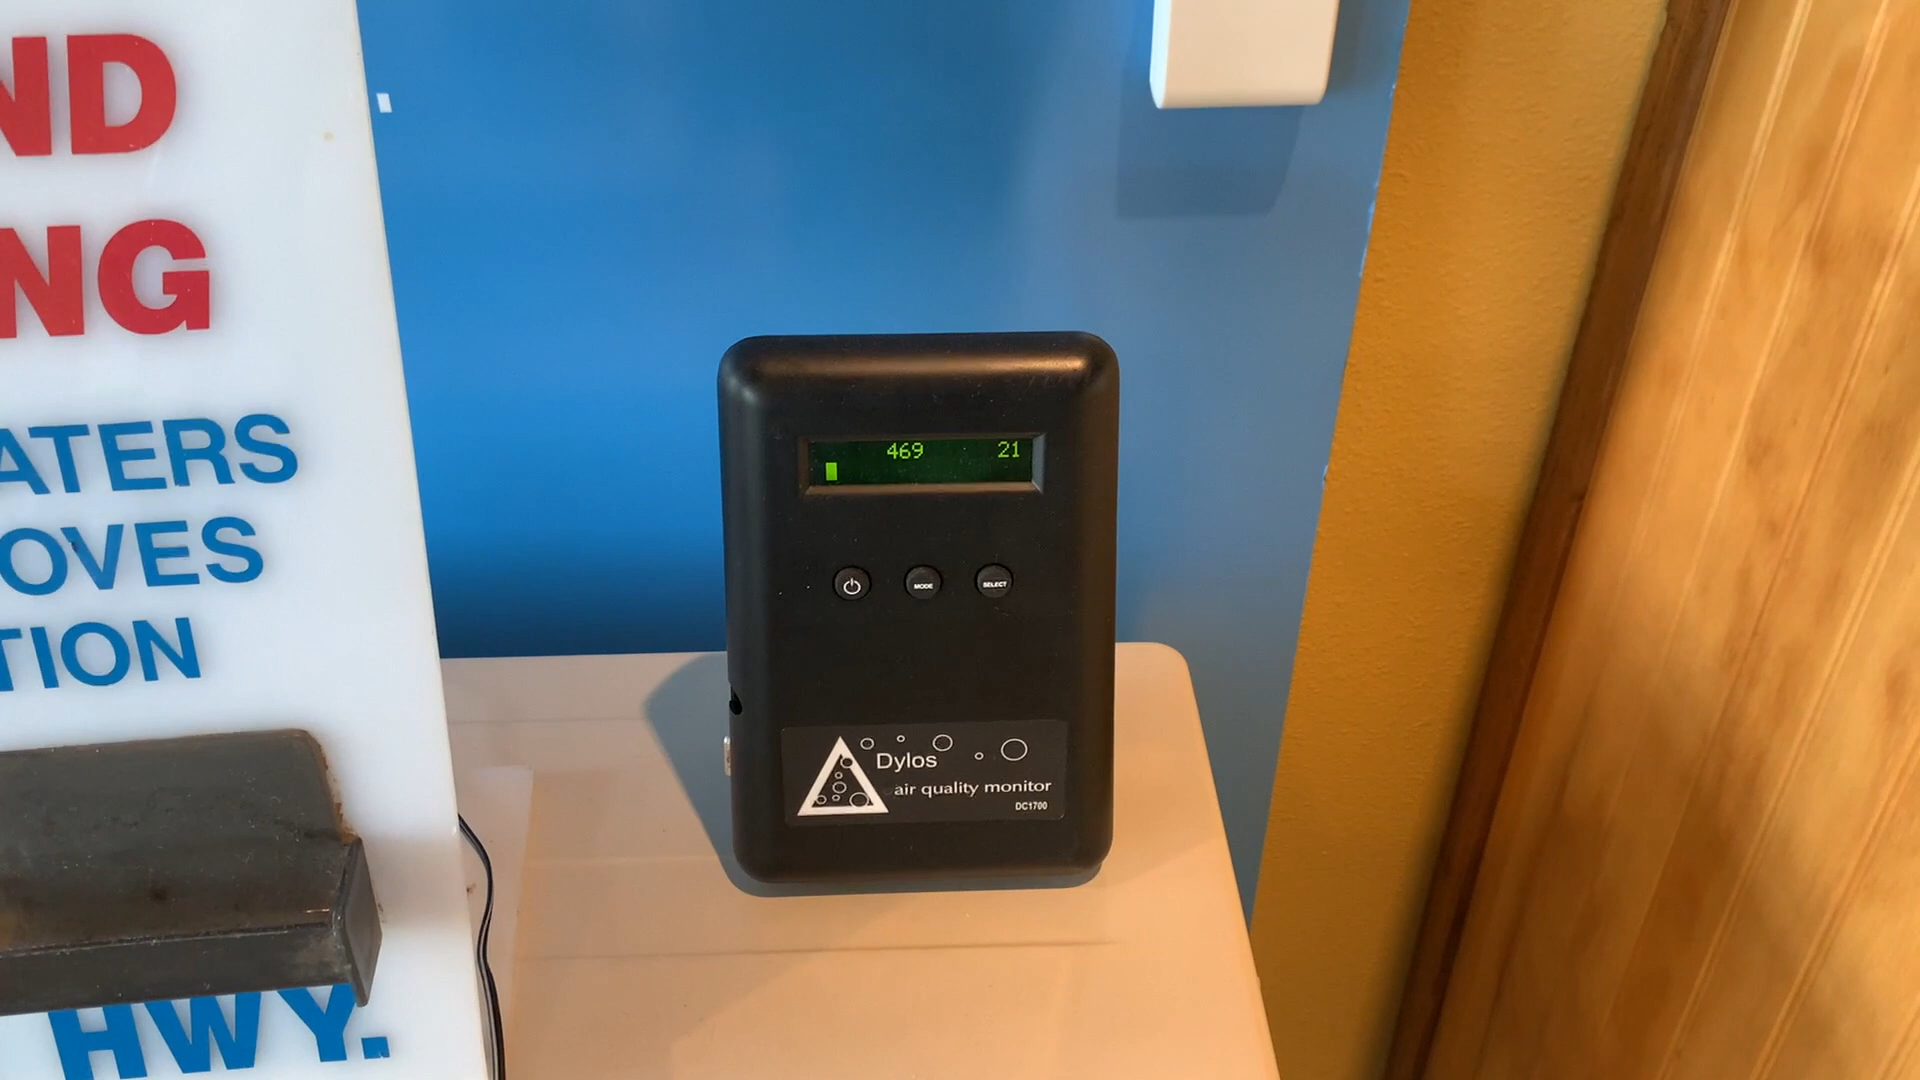 ND
NG
ATERS
OVES
TION
HWY.
469 21
MODE SELECT
Dylos
air quality monitor
DC1700